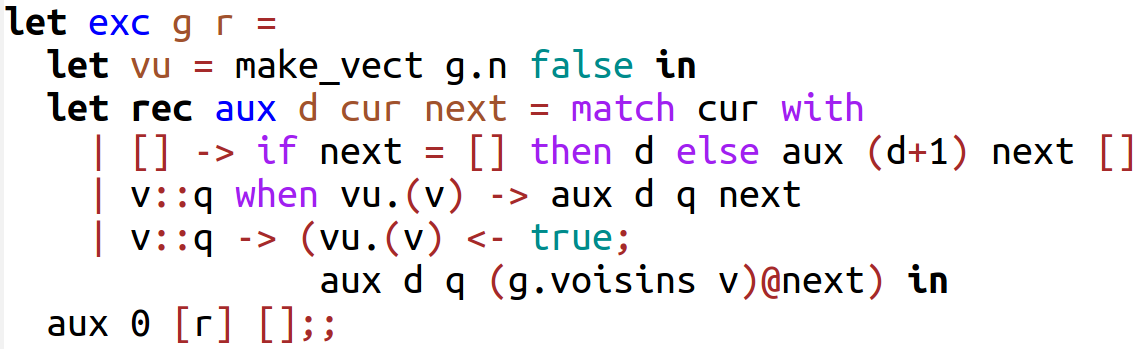 let exc g r =
  let vu = make_vect g.n false in
  let rec aux d cur next = match cur with
    | [] -> if next = [] then d else aux (d+1) next []
    | v::q when vu.(v) -> aux d q next
    | v::q -> (vu.(v) <- true;
               aux d q (g.voisins v)@next) in
  aux 0 [r] [];;